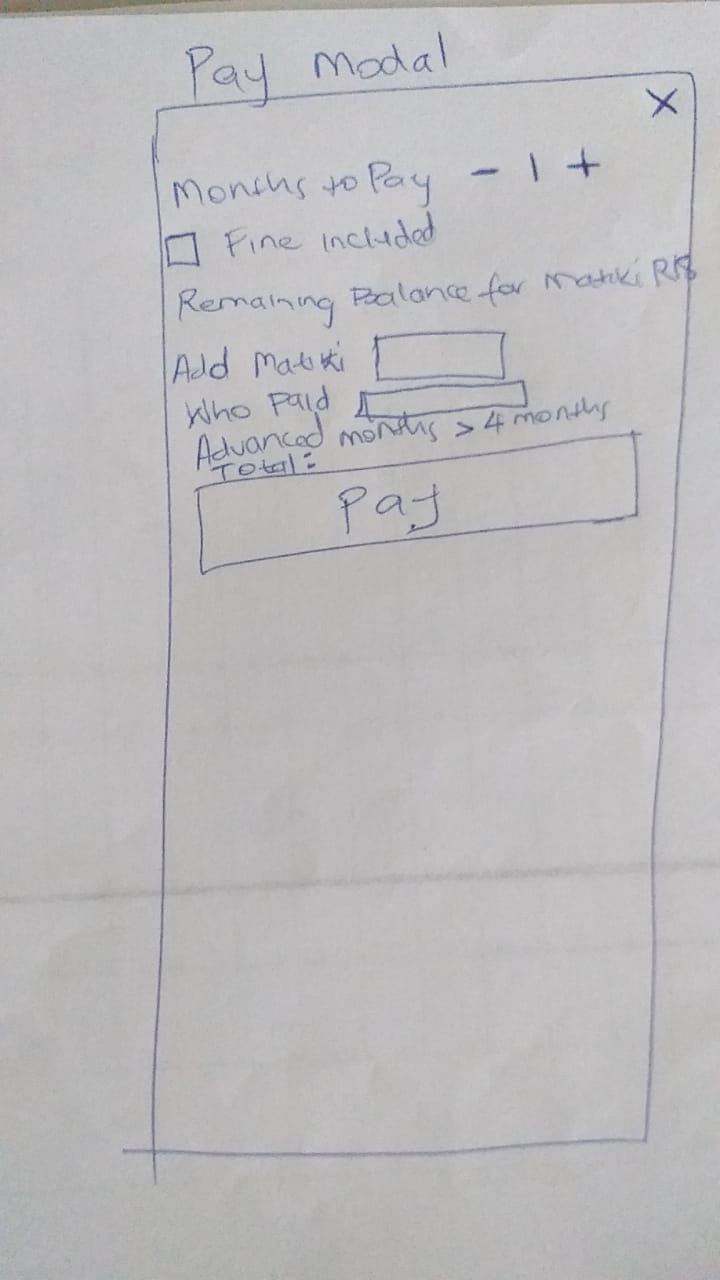 Pay Modal
X
Months to Pay - 1 +
Fine included
Remaining Balance for Matiki
Add Matiki
Who Paid
Advanced months > 4 months
Total:
Pay